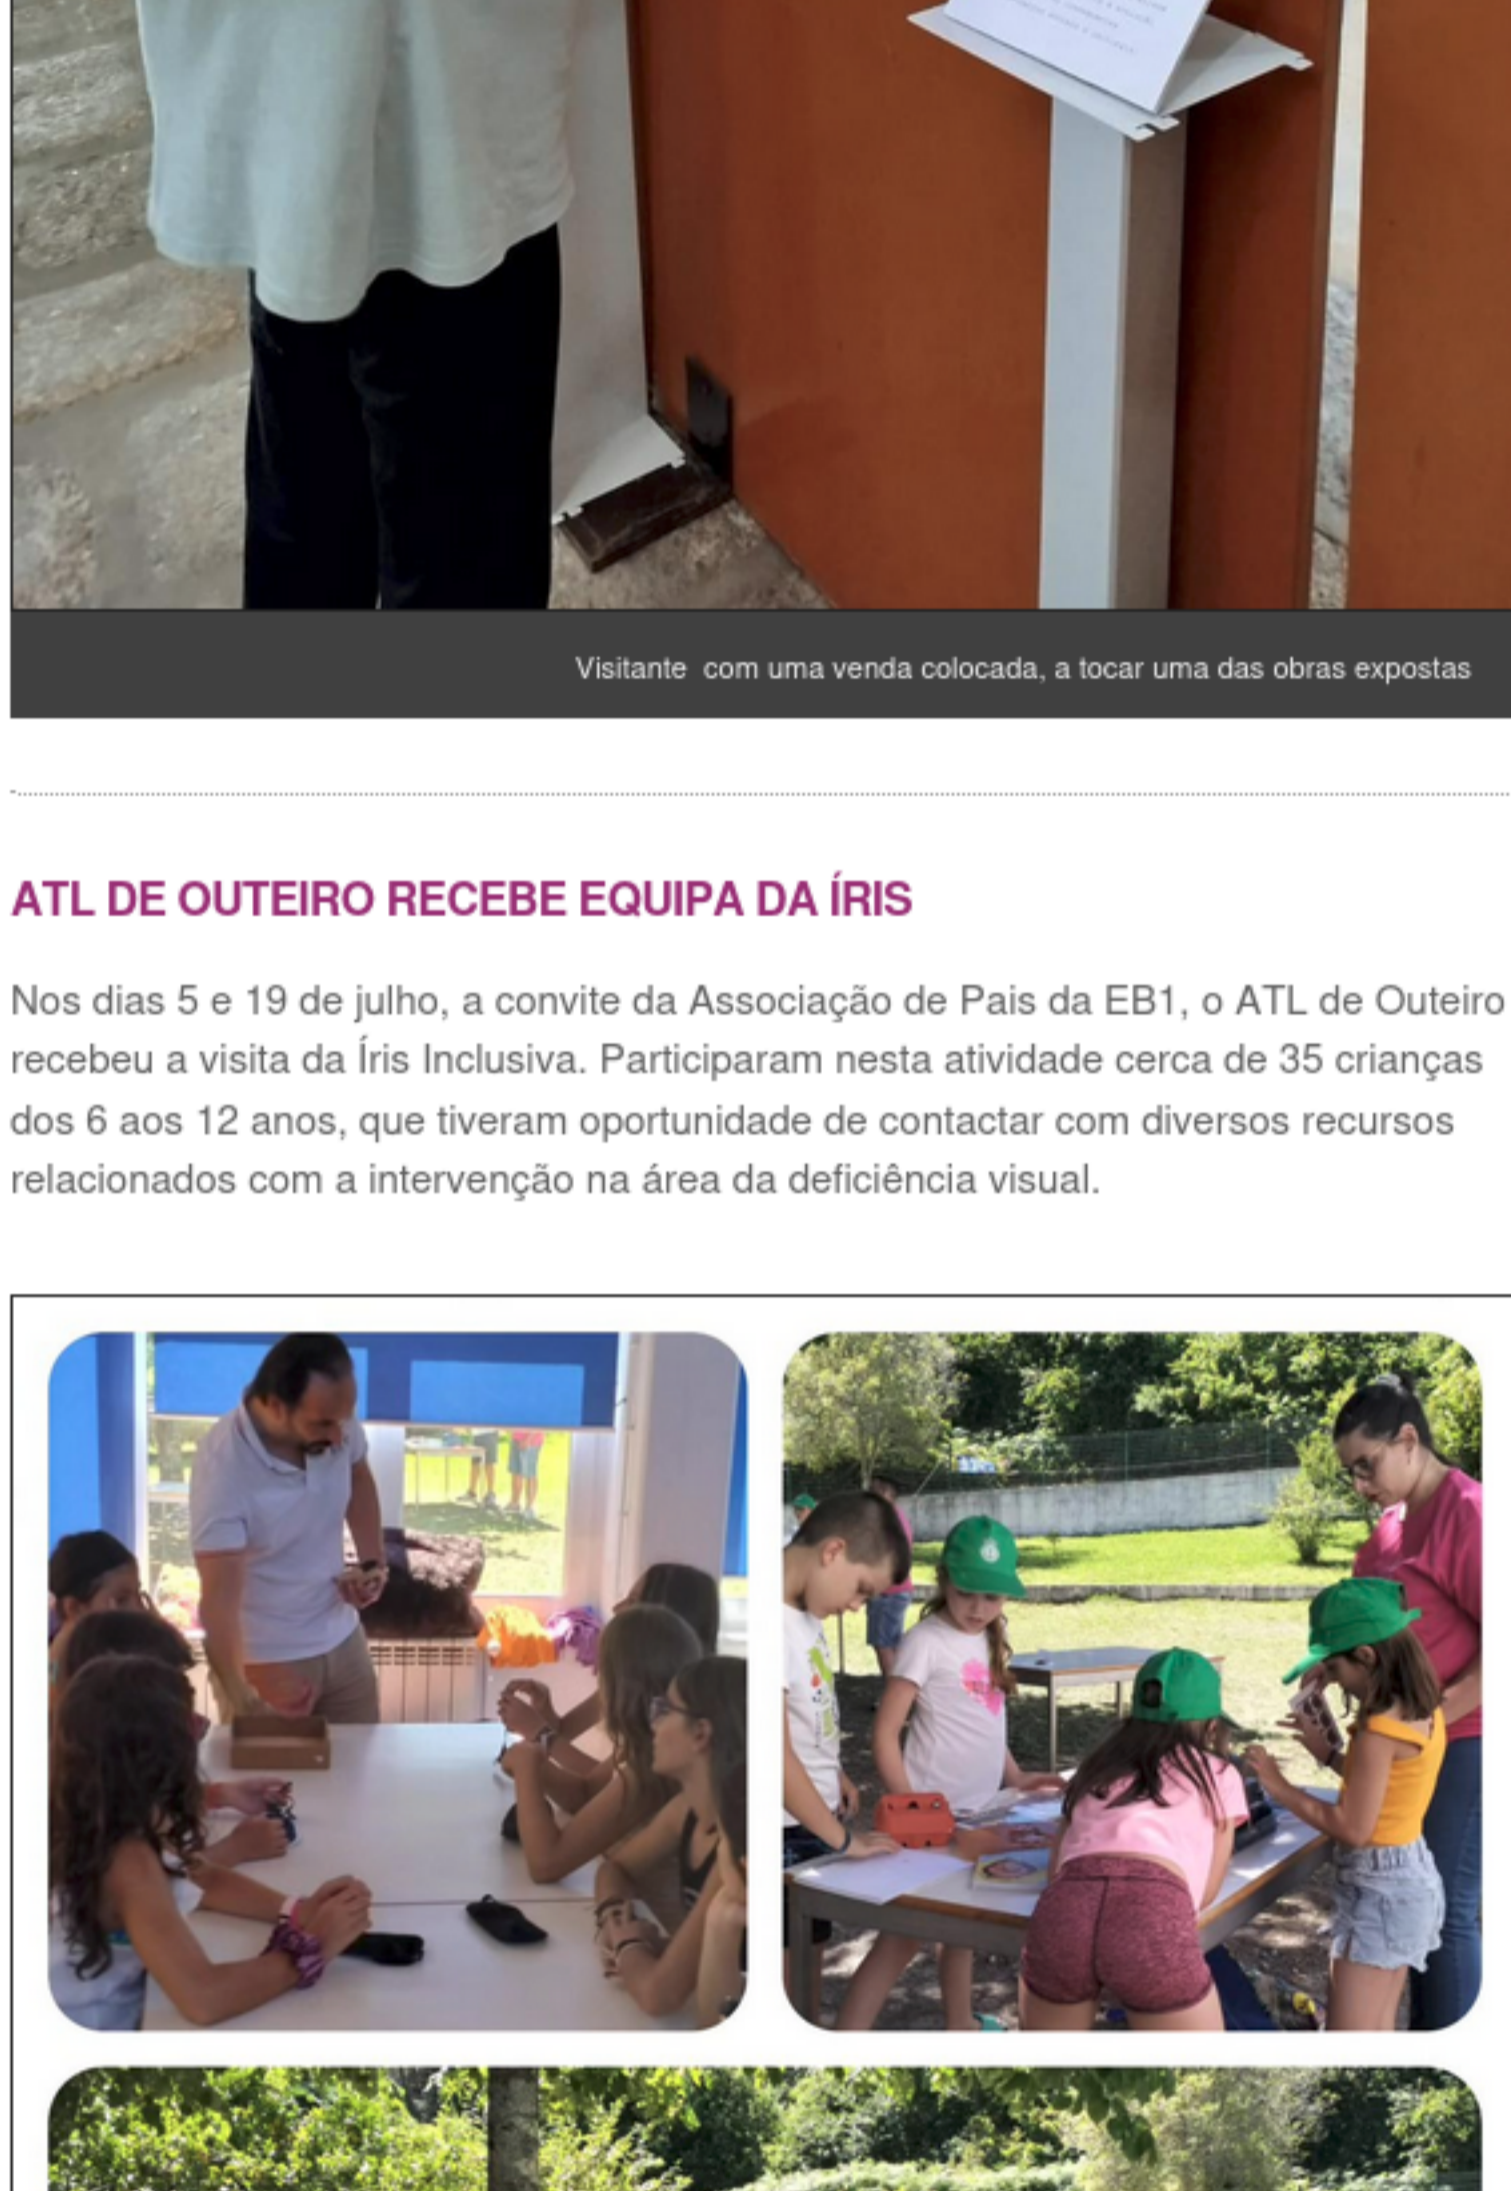 Visitante  com uma venda colocada, a tocar uma das obras expostas
ATL DE OUTEIRO RECEBE EQUIPA DA ÍRIS
Nos dias 5 e 19 de julho, a convite da Associação de Pais da EB1, o ATL de Outeiro
recebeu a visita da Íris Inclusiva. Participaram nesta atividade cerca de 35 crianças
dos 6 aos 12 anos, que tiveram oportunidade de contactar com diversos recursos
relacionados com a intervenção na área da deficiência visual.